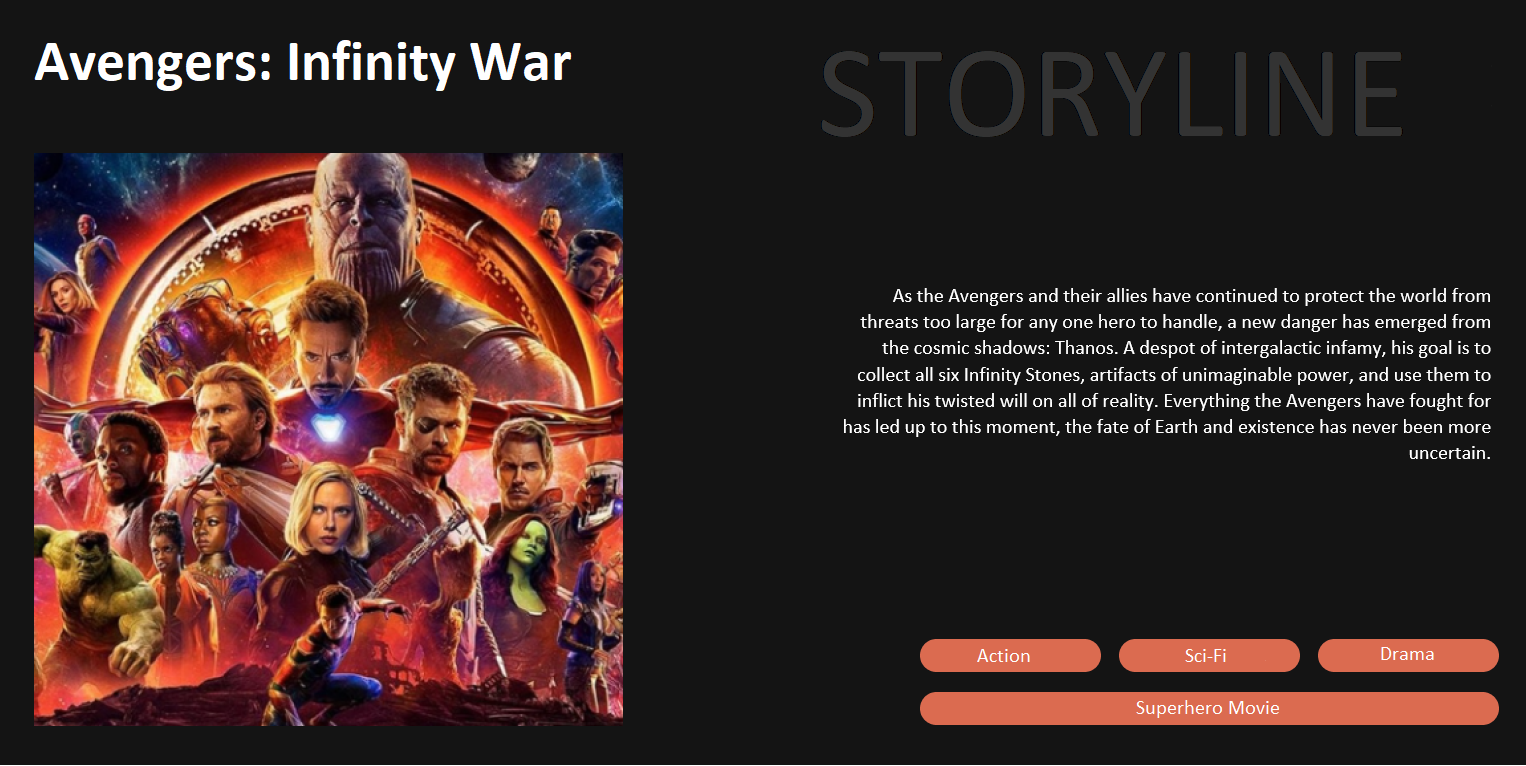 Avengers: Infinity War
STORYLINE
As the Avengers and their allies have continued to protect the world from
threats too large for any one hero to handle, a new danger has emerged from
the cosmic shadows: Thanos. A despot of intergalactic infamy, his goal is to
collect all six Infinity Stones, artifacts of unimaginable power, and use them to
inflict his twisted will on all of reality. Everything the Avengers have fought for
has led up to this moment, the fate of Earth and existence has never been more
uncertain.
Action
Sci-Fi
Drama
Superhero Movie